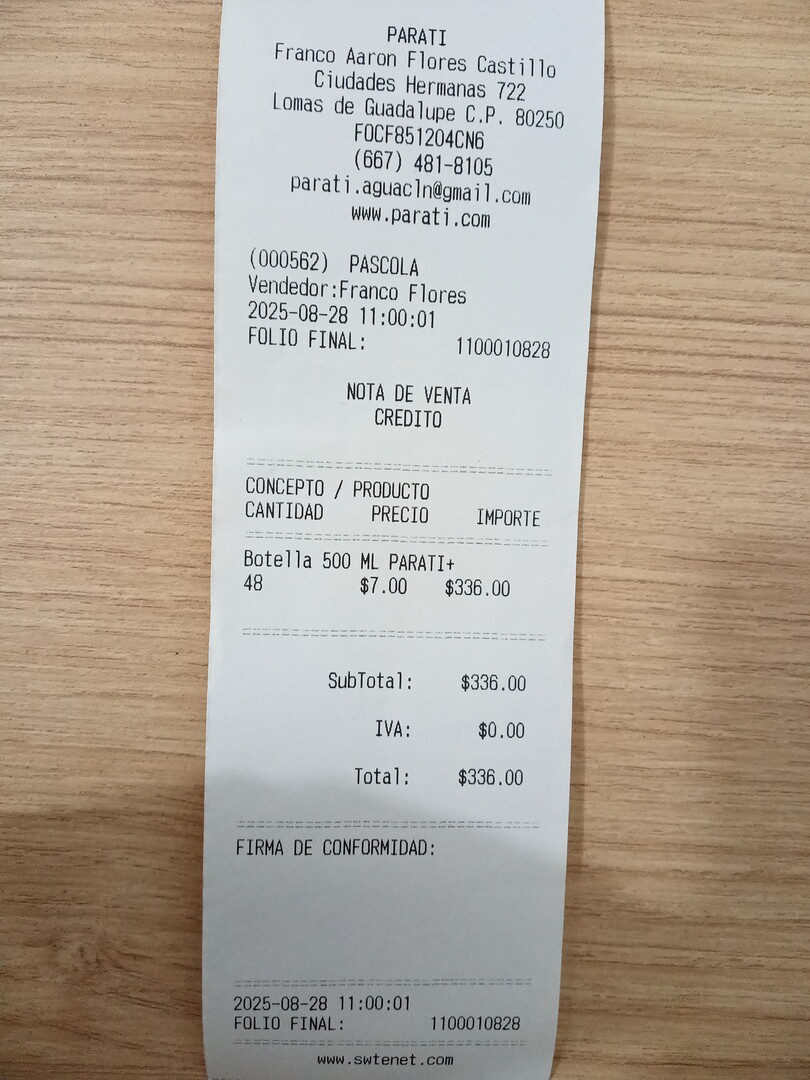 PARATI
Franco Aaron Flores Castillo
Ciudades Hermanas 722
Lomas de Guadalupe C.P. 80250
FOCF851204CN6
(667) 481-8105
parati.aguacln@gmail.com
www.parati.com
(000562) PASCOLA
Vendedor:Franco Flores
2025-08-28 11:00:01
FOLIO FINAL: 1100010828
NOTA DE VENTA
CREDITO
CONCEPTO / PRODUCTO
CANTIDAD PRECIO IMPORTE
Botella 500 ML PARATI+
48 $7.00 $336.00
SubTotal: $336.00
IVA: $0.00
Total: $336.00
FIRMA DE CONFORMIDAD:
2025-08-28 11:00:01
FOLIO FINAL: 1100010828
www.swtenet.com